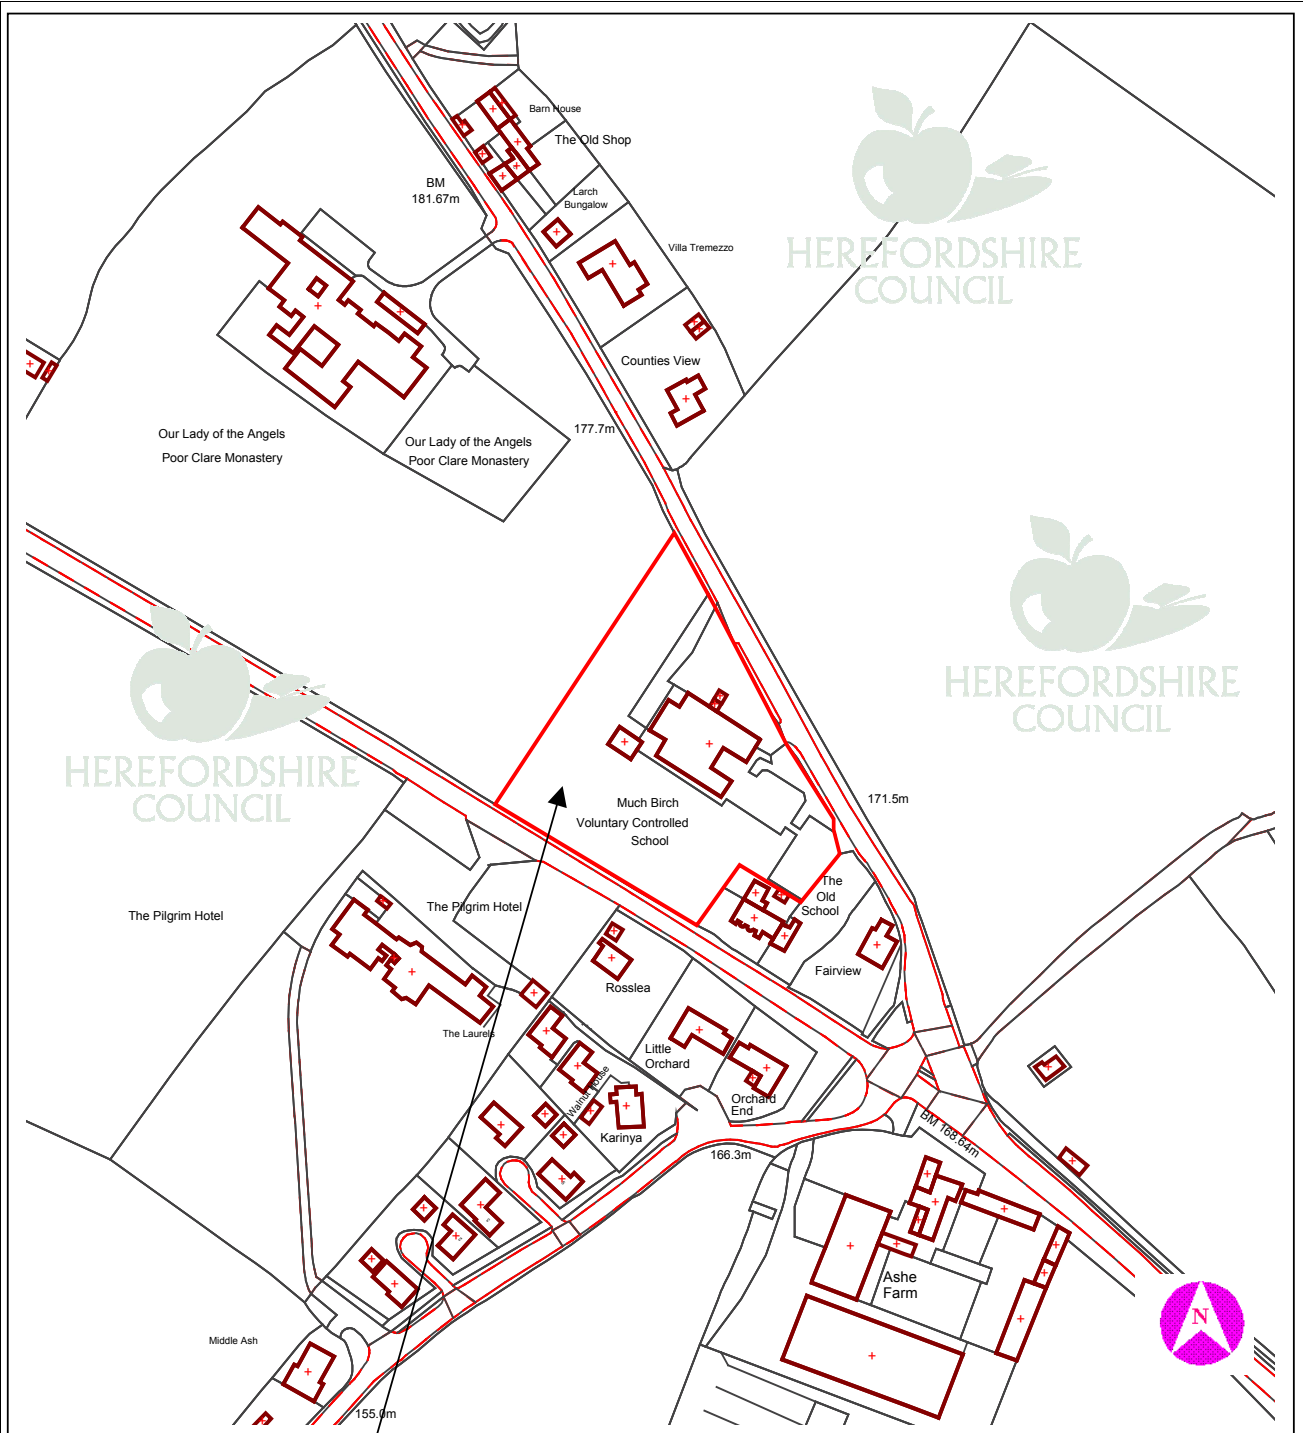 Barn House
The Old Shop
BM
181.67m
Larch
Bungalow
Villa Tremezzo
HEREFORDSHIRE
COUNCIL
Counties View
177.7m
Our Lady of the Angels
Poor Clare Monastery
Our Lady of the Angels
Poor Clare Monastery
HEREFORDSHIRE
COUNCIL
HEREFORDSHIRE
COUNCIL
171.5m
Much Birch
Voluntary Controlled
School
The
Old
School
The Pilgrim Hotel
The Pilgrim Hotel
Fairview
Rosslea
The Laurels
Little
Orchard
Walnut House
Orchard
End
Karinya
BM 168.64m
166.3m
Ashe
Farm
N
Middle Ash
155.0m